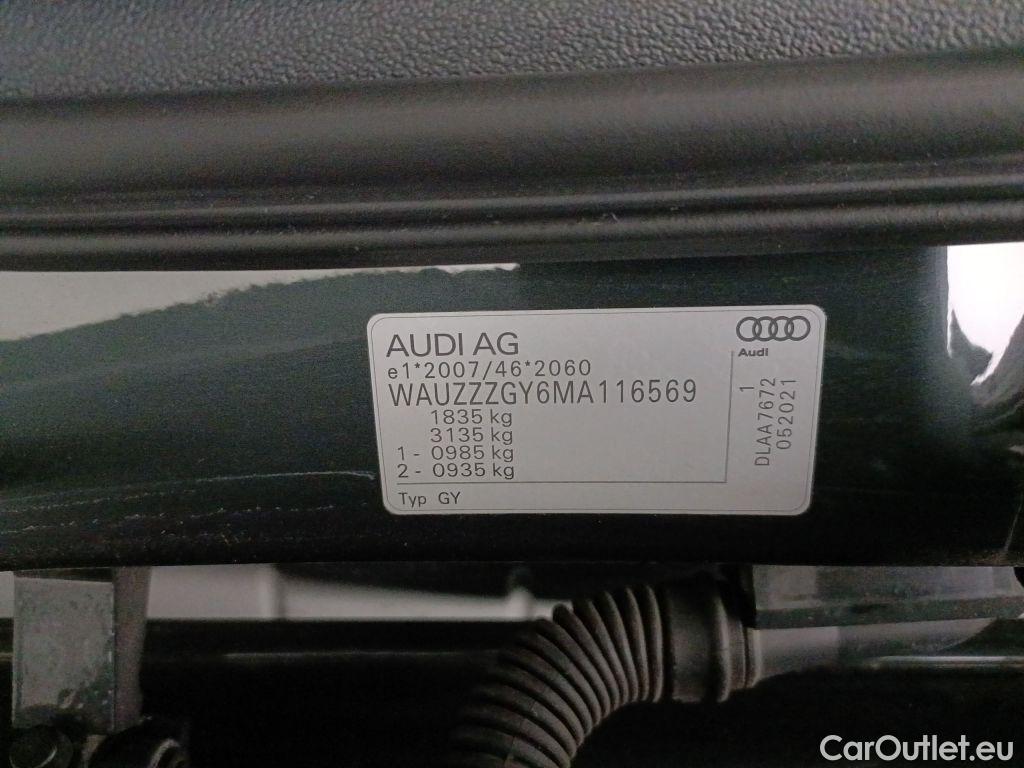 AUDI AG
Audi
e1*2007/46*2060
WAUZZZGY6MA116569
1835 kg
3135 kg
1 - 0985 kg
2 - 0935 kg
Typ GY
1
DLAA7672
052021
CarOutlet.eu